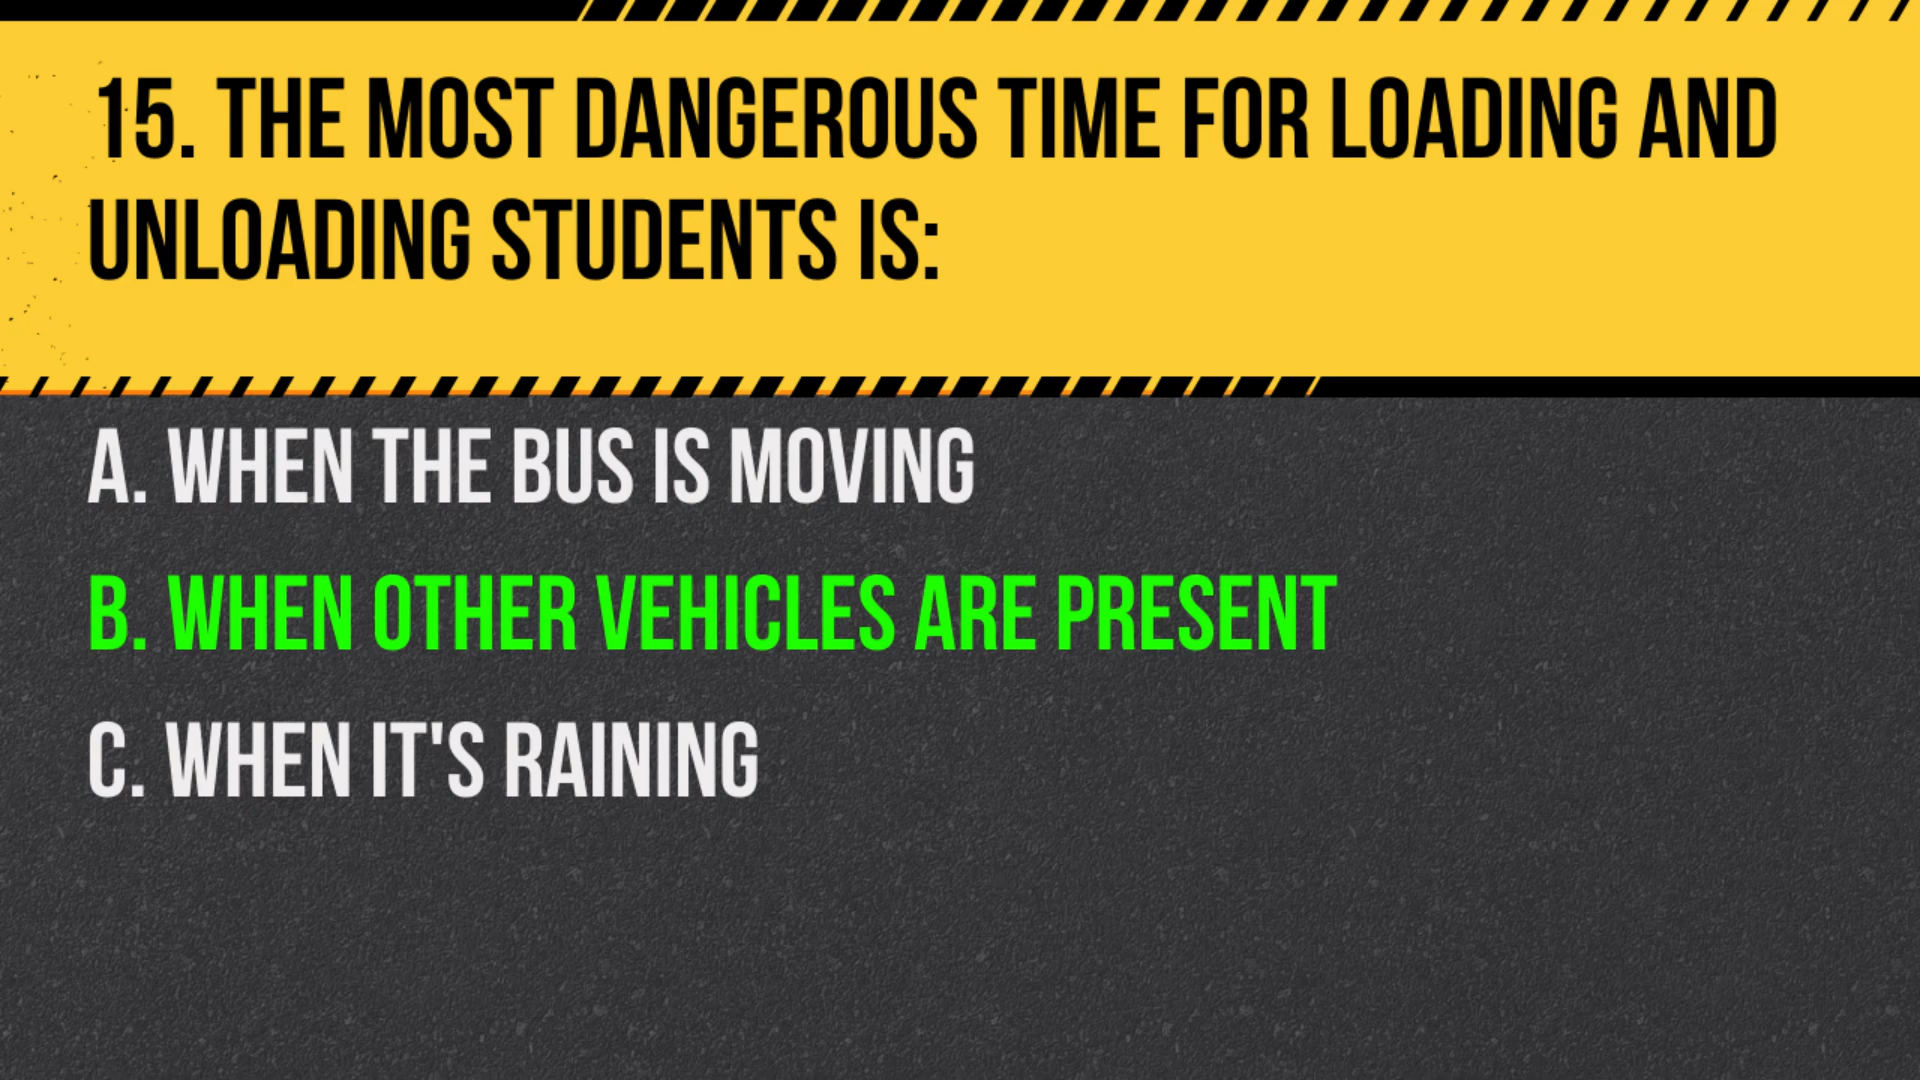 15. THE MOST DANGEROUS TIME FOR LOADING AND
UNLOADING STUDENTS IS:
A. WHEN THE BUS IS MOVING
B. WHEN OTHER VEHICLES ARE PRESENT
C. WHEN IT'S RAINING